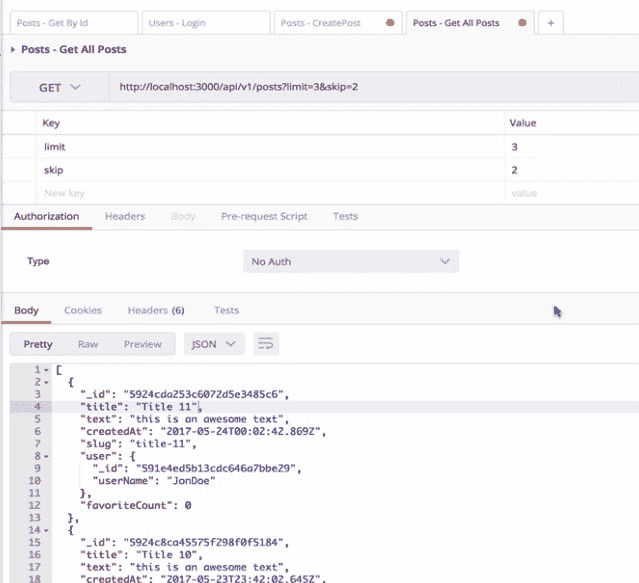 Posts - Get By Id Users - Login Posts - CreatePost Posts - Get All Posts +
Posts - Get All Posts
GET http://localhost:3000/api/v1/posts?limit=3&skip=2
Key Value
limit 3
skip 2
New key value
Authorization Headers Body Pre-request Script Tests
Type No Auth
Body Cookies Headers (6) Tests
Pretty Raw Preview JSON
1 [
2 {
3 "_id": "5924cda253c6072d5e3485c6",
4 "title": "Title 11",
5 "text": "this is an awesome text",
6 "createdAt": "2017-05-24T00:02:42.869Z",
7 "slug": "title-11",
8 "user": {
9 "_id": "591e4ed5b13cdc646a7bbe29",
10 "userName": "JonDoe"
11 },
12 "favoriteCount": 0
13 },
14 {
15 "_id": "5924c8ca45575f298f0f5184",
16 "title": "Title 10",
17 "text": "this is an awesome text",
18 "createdAt": "2017-05-23T23:42:02.645Z",